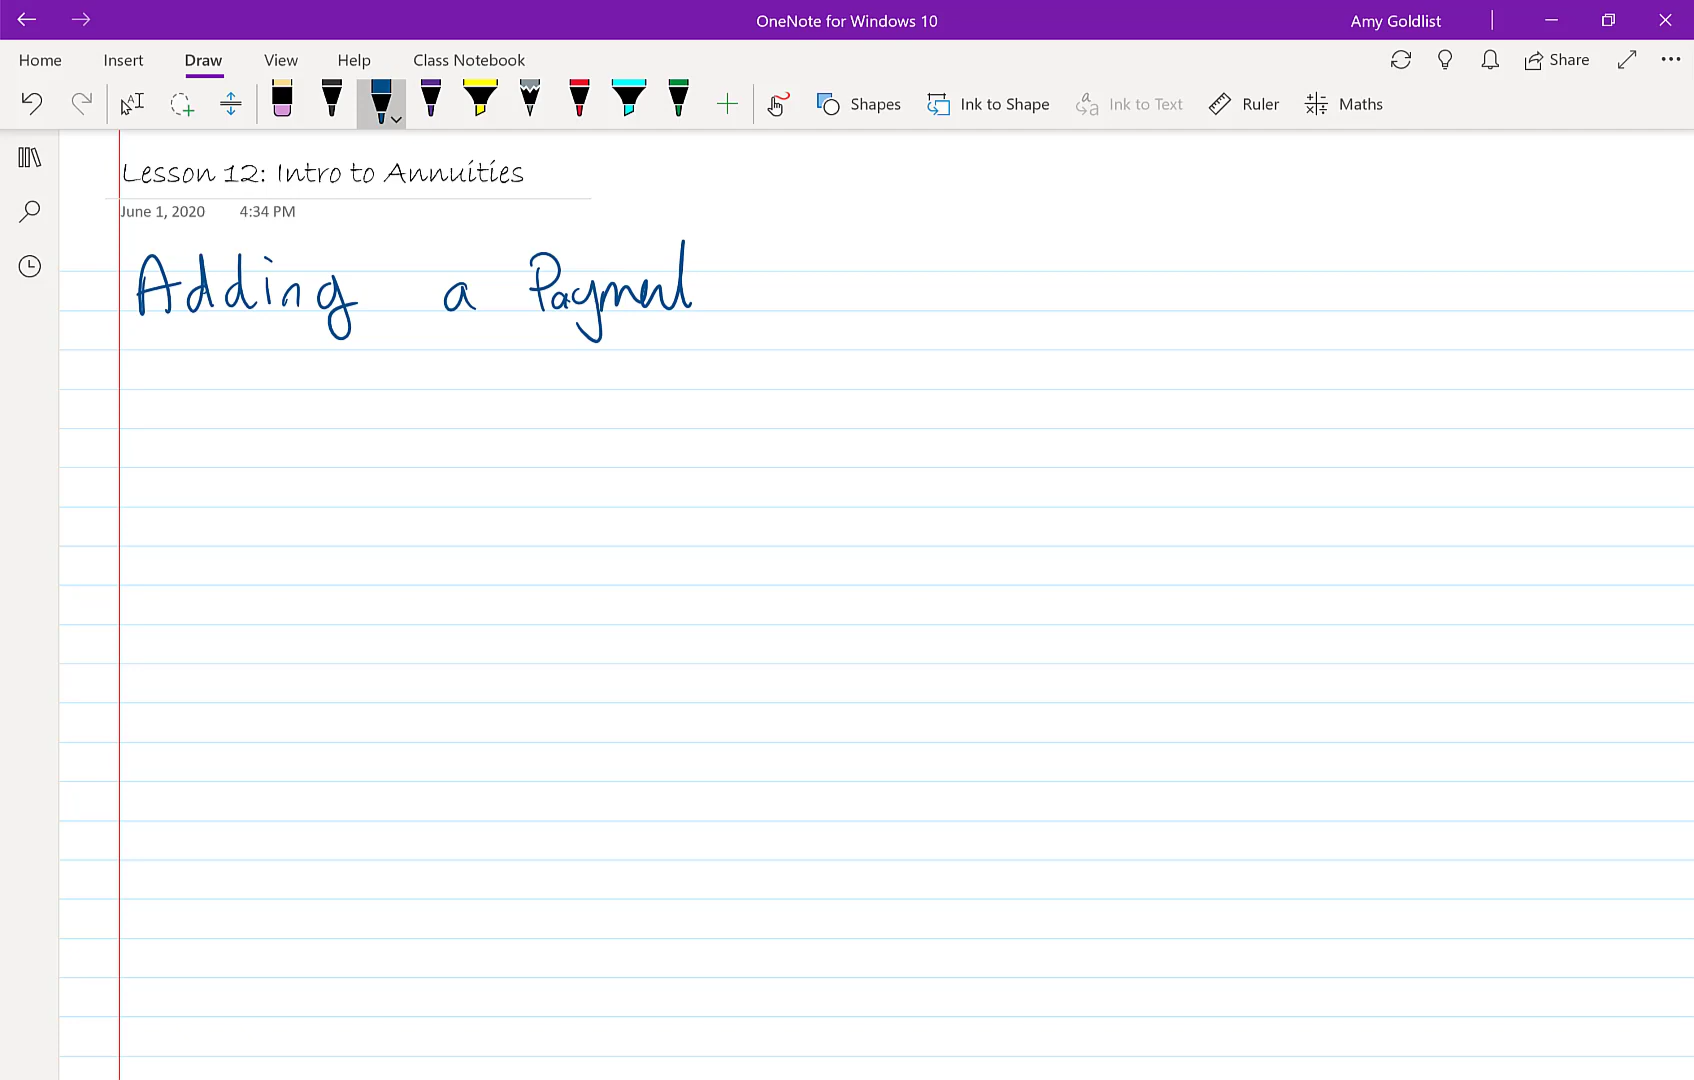 OneNote for Windows 10
Amy Goldlist
Home Insert Draw View Help Class Notebook
Share
Shapes Ink to Shape Ink to Text Ruler Maths
Lesson 12: Intro to Annuities
June 1, 2020 4:34 PM
Adding a Payment